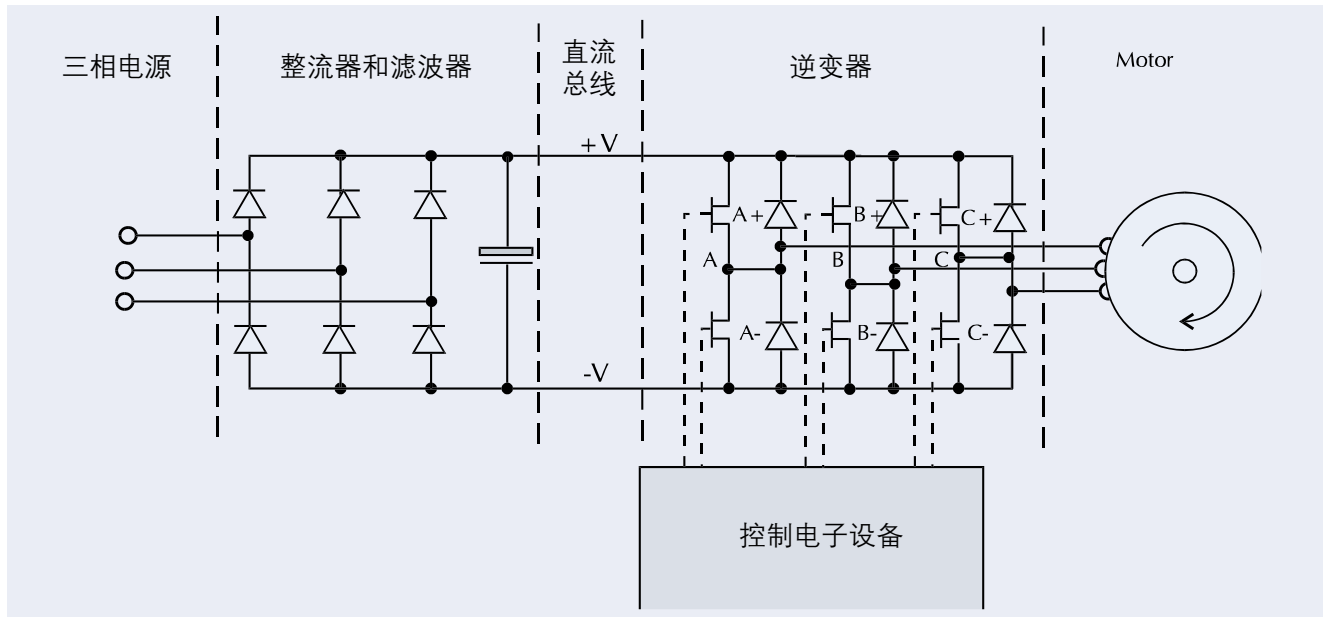 三相电源
整流器和滤波器
直流
总线
逆变器
Motor
+V
A+
B+
C+
A
B
C
A-
B-
C-
-V
控制电子设备